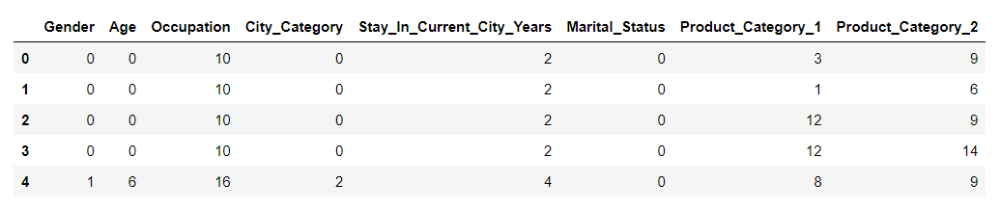 Gender Age Occupation City_Category Stay_In_Current_City_Years Marital_Status Product_Category_1 Product_Category_2
0 0 0 10 0 2 0 3 9
1 0 0 10 0 2 0 1 6
2 0 0 10 0 2 0 12 9
3 0 0 10 0 2 0 12 14
4 1 6 16 2 4 0 8 9